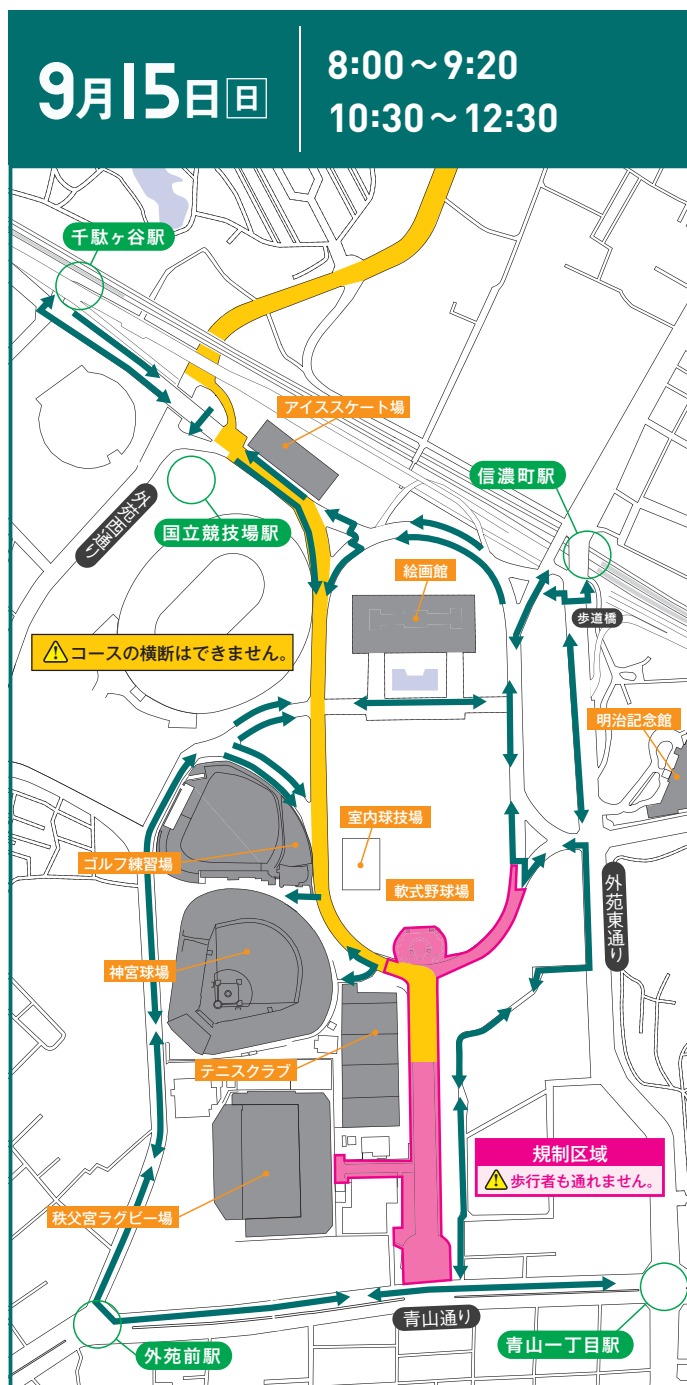 9月15日 日
8:00～9:20
10:30～12:30
千駄ヶ谷駅
アイススケート場
信濃町駅
外苑西通り
国立競技場駅
絵画館
歩道橋
コースの横断はできません。
明治記念館
室内球技場
ゴルフ練習場
軟式野球場
外苑東通り
神宮球場
テニスクラブ
規制区域
歩行者も通れません。
秩父宮ラグビー場
青山通り
外苑前駅
青山一丁目駅